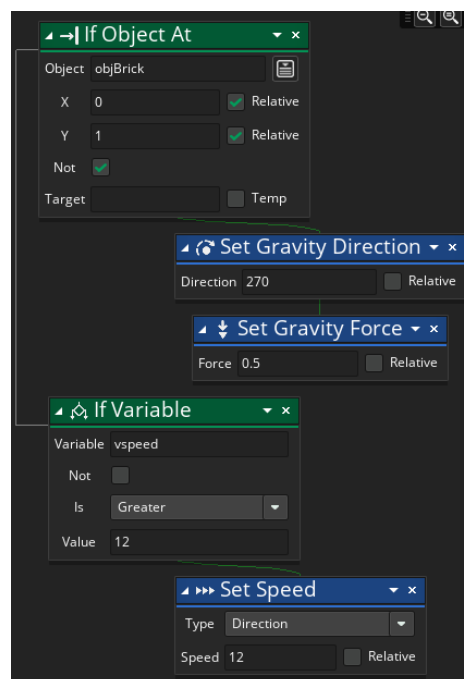 If Object At
Object objBrick
X 0 Relative
Y 1 Relative
Not
Target Temp
Set Gravity Direction
Direction 270 Relative
Set Gravity Force
Force 0.5 Relative
If Variable
Variable vspeed
Not
Is Greater
Value 12
Set Speed
Type Direction
Speed 12 Relative